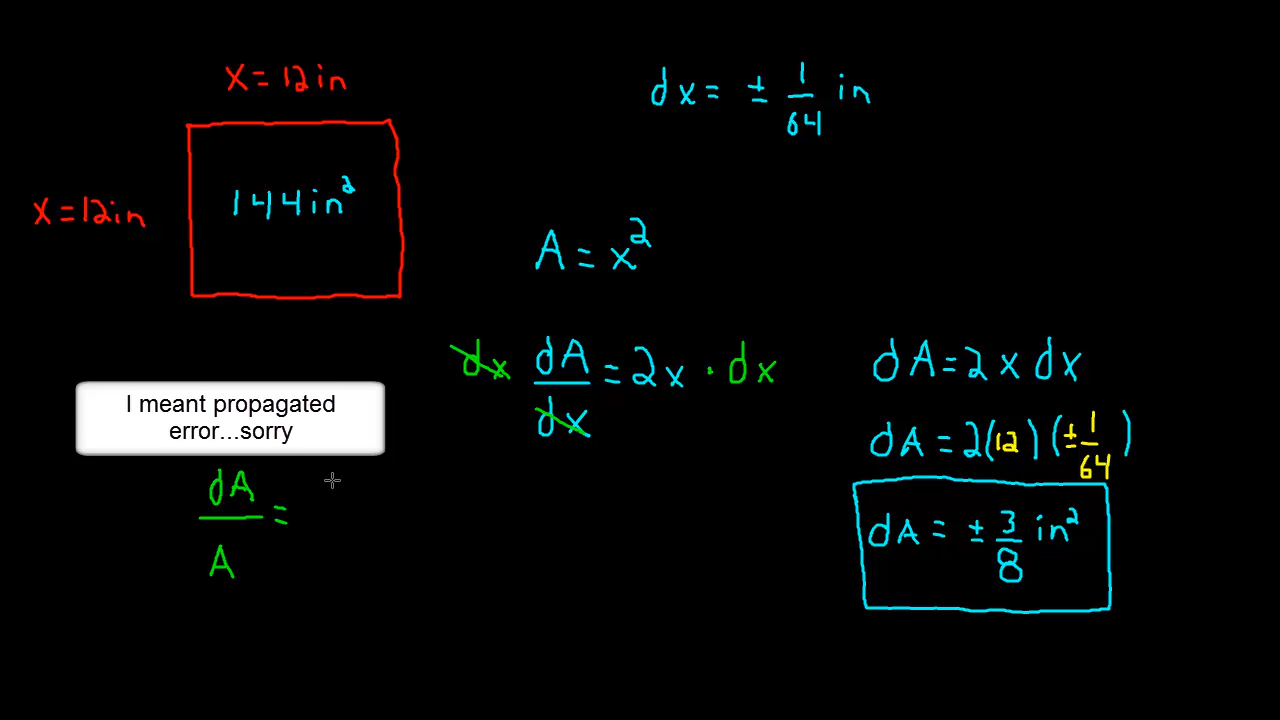 x = 12 in
dx = ± 1/64 in
x = 12 in
144 in²
A = x²
dx dA/dx = 2x · dx
dA = 2x dx
I meant propagated
error...sorry
dA = 2(12)(± 1/64)
dA/A =
dA = ± 3/8 in²